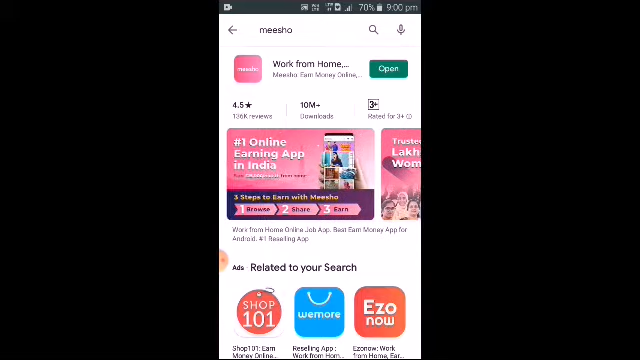 70% 9:00 pm
meesho
meesho
Work from Home,...
Meesho: Earn Money Online,...
Open
4.5★ 10M+ 3+
136K reviews Downloads Rated for 3+
#1 Online
Earning App
in India
from home
3 Steps to Earn with Meesho
1 Browse 2 Share 3 Earn
Trusted
Lakh
Wom
Work from Home Online Job App. Best Earn Money App for
Android. #1 Reselling App
Ads · Related to your Search
SHOP
101
wemore
Ezo
now
Shop101: Earn
Money Online...
Reselling App :
Work from Hom...
Ezonow: Work
from Home, Ear...